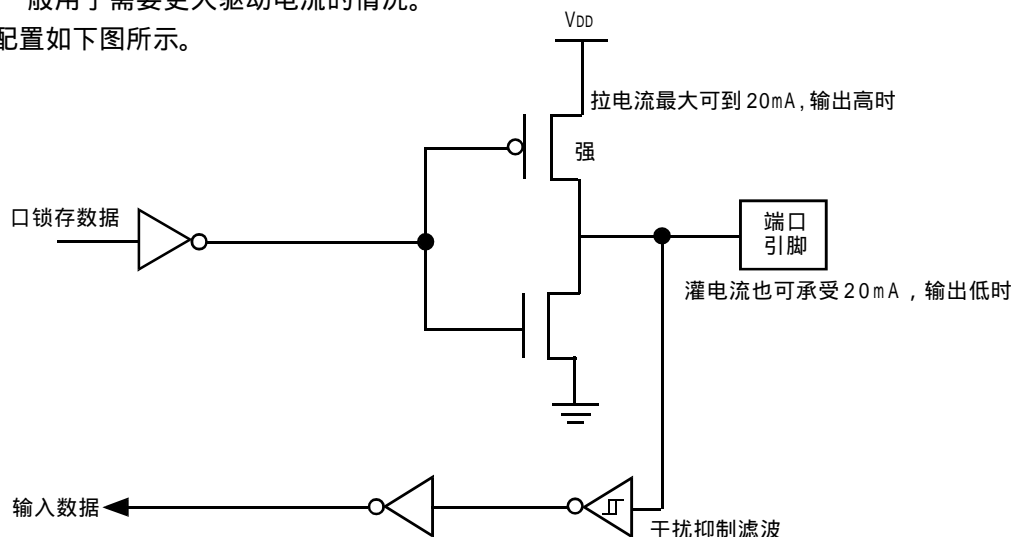 般用于需要更大驱动电流的情况。
配置如下图所示。
VDD
拉电流最大可到20mA,输出高时
强
口锁存数据
端口
引脚
灌电流也可承受20mA，输出低时
输入数据
干扰抑制滤波